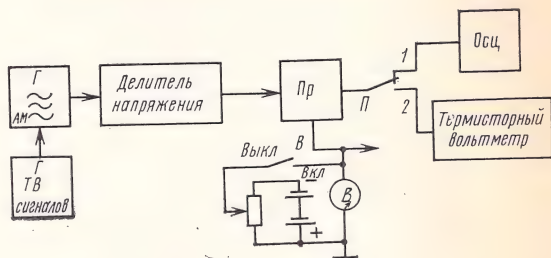 Г
АМ
Г
ТВ
сигналов
Делитель
напряжения
Пр
П
1
2
Осц
Термисторный
вольтметр
Выкл
В
Вкл
В
+